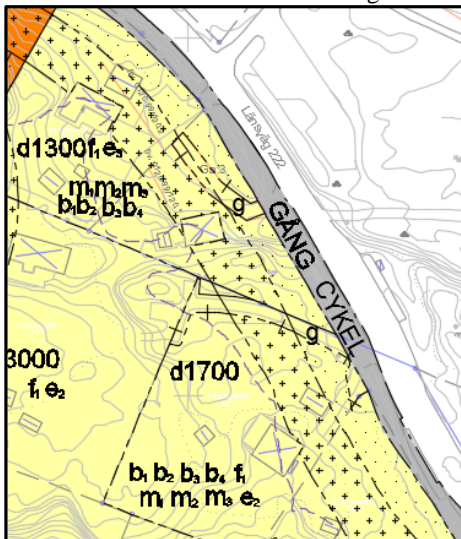 Länsväg 222
d1300f₁e₃
m₁m₂m₃
b₁b₂ b₃b₄
g
GÅNG CYKEL
g
3000
f₁ e₂
d1700
b₁ b₂ b₃ b₄ f₁
m₁ m₂ m₃ e₂